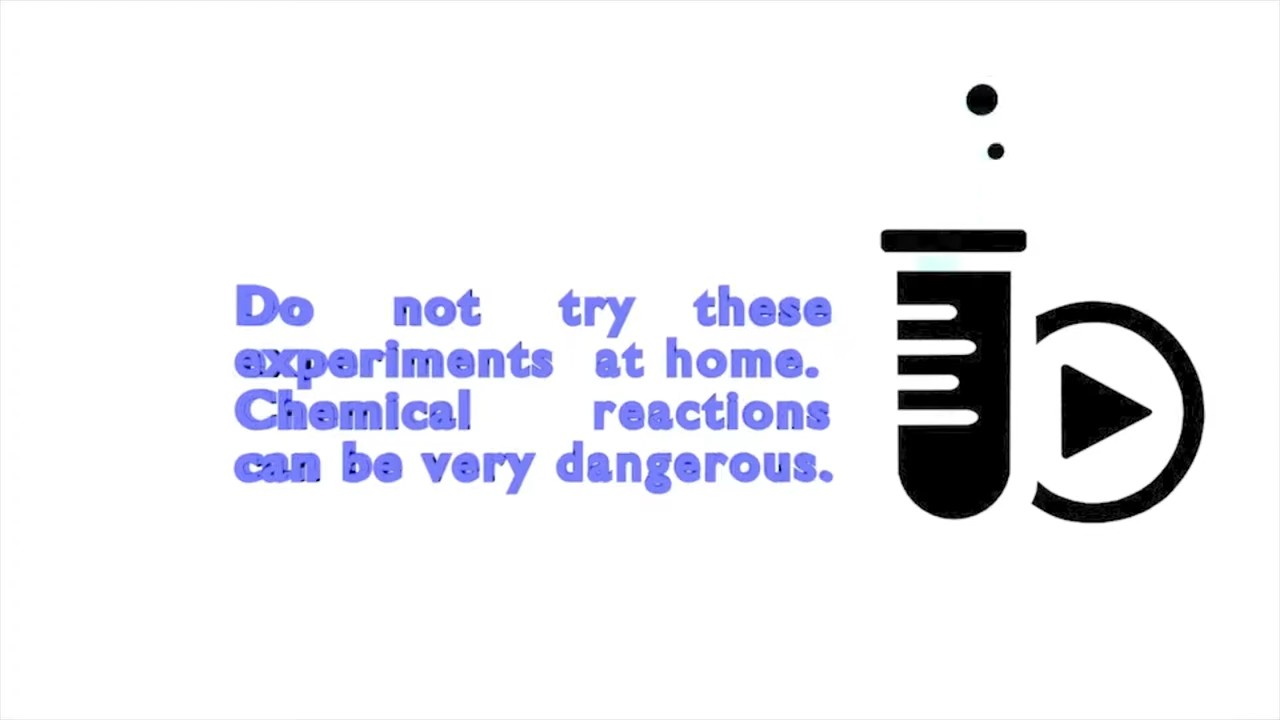 Do not try these
experiments at home.
Chemical reactions
can be very dangerous.